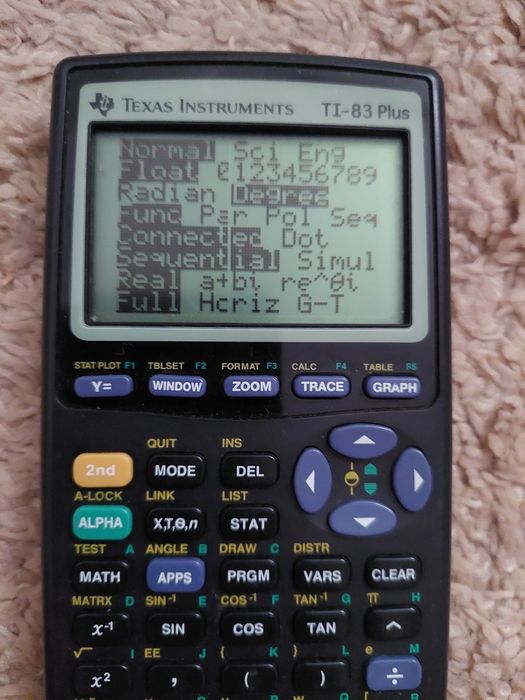 TEXAS INSTRUMENTS TI-83 Plus
Normal Sci Eng
Float 0123456789
Radian Degree
Func Par Pol Seq
Connected Dot
Sequential Simul
Real a+bi re^θi
Full Horiz G-T
STAT PLOT F1 TBLSET F2 FORMAT F3 CALC F4 TABLE F5
Y= WINDOW ZOOM TRACE GRAPH
QUIT INS
2nd MODE DEL
A-LOCK LINK LIST
ALPHA X,T,Θ,n STAT
TEST A ANGLE B DRAW C DISTR
MATH APPS PRGM VARS CLEAR
MATRX D SIN⁻¹ E COS⁻¹ F TAN⁻¹ G π H
x⁻¹ SIN COS TAN ^
√ I EE J { K } L e M
x² , ( ) ÷